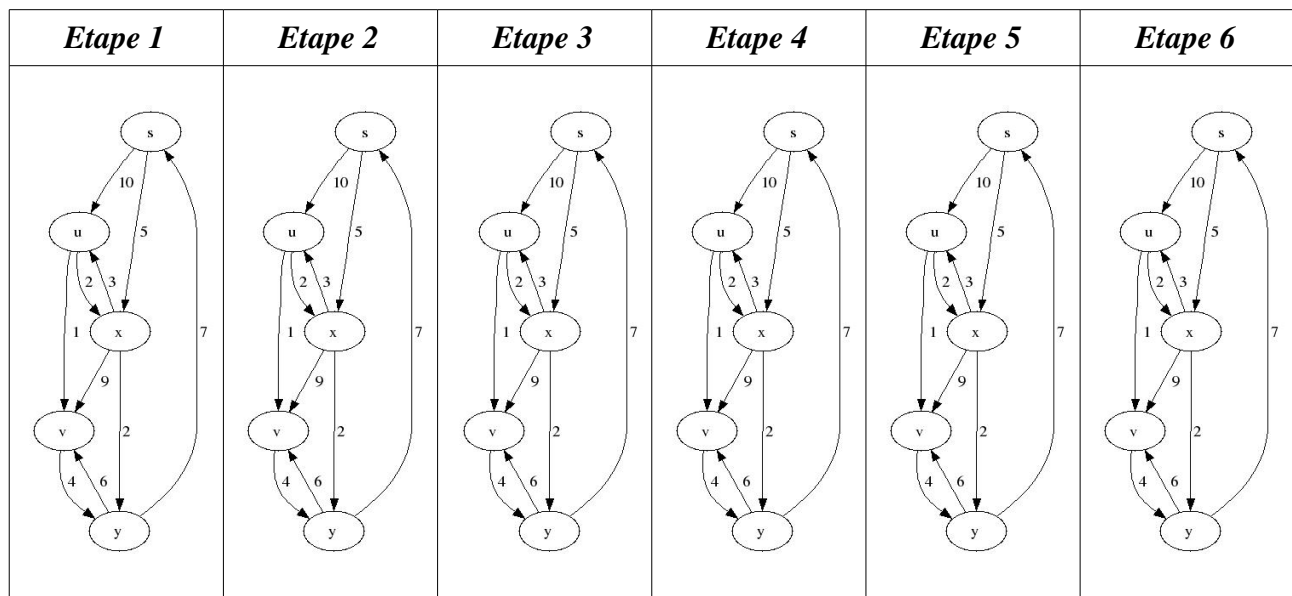 Etape 1 Etape 2 Etape 3 Etape 4 Etape 5 Etape 6
s s s s s s
10 10 10 10 10 10
u 5 u 5 u 5 u 5 u 5 u 5
2 3 2 3 2 3 2 3 2 3 2 3
1 x 7 1 x 7 1 x 7 1 x 7 1 x 7 1 x 7
9 9 9 9 9 9
v 2 v 2 v 2 v 2 v 2 v 2
4 6 4 6 4 6 4 6 4 6 4 6
y y y y y y